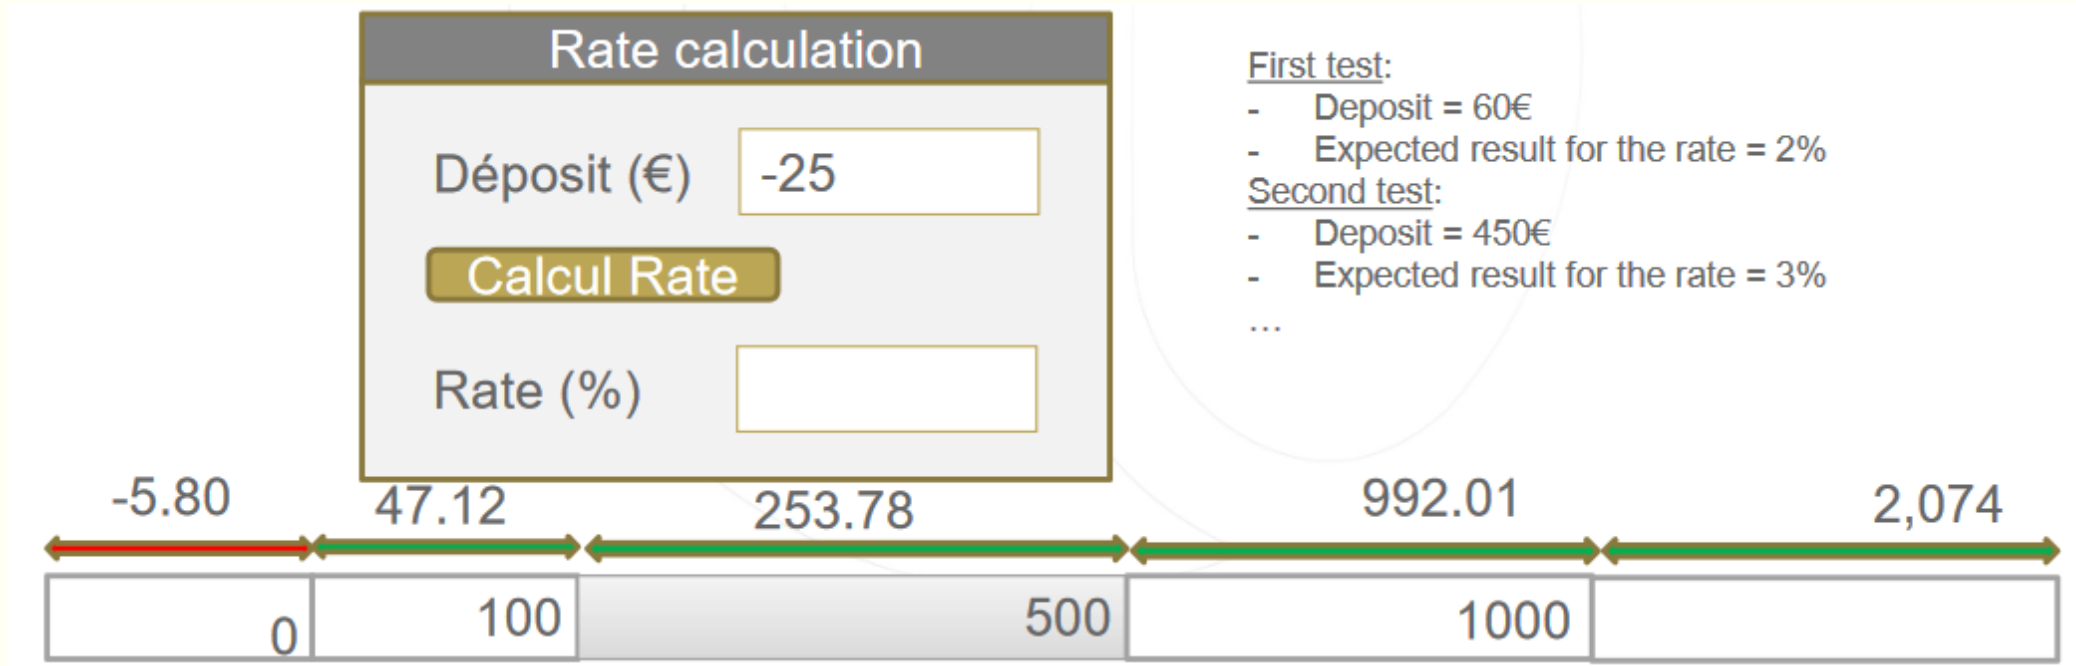 Rate calculation
Déposit (€)
-25
Calcul Rate
Rate (%)
First test:
- Deposit = 60€
- Expected result for the rate = 2%
Second test:
- Deposit = 450€
- Expected result for the rate = 3%
...
-5.80
47.12
253.78
992.01
2,074
0
100
500
1000